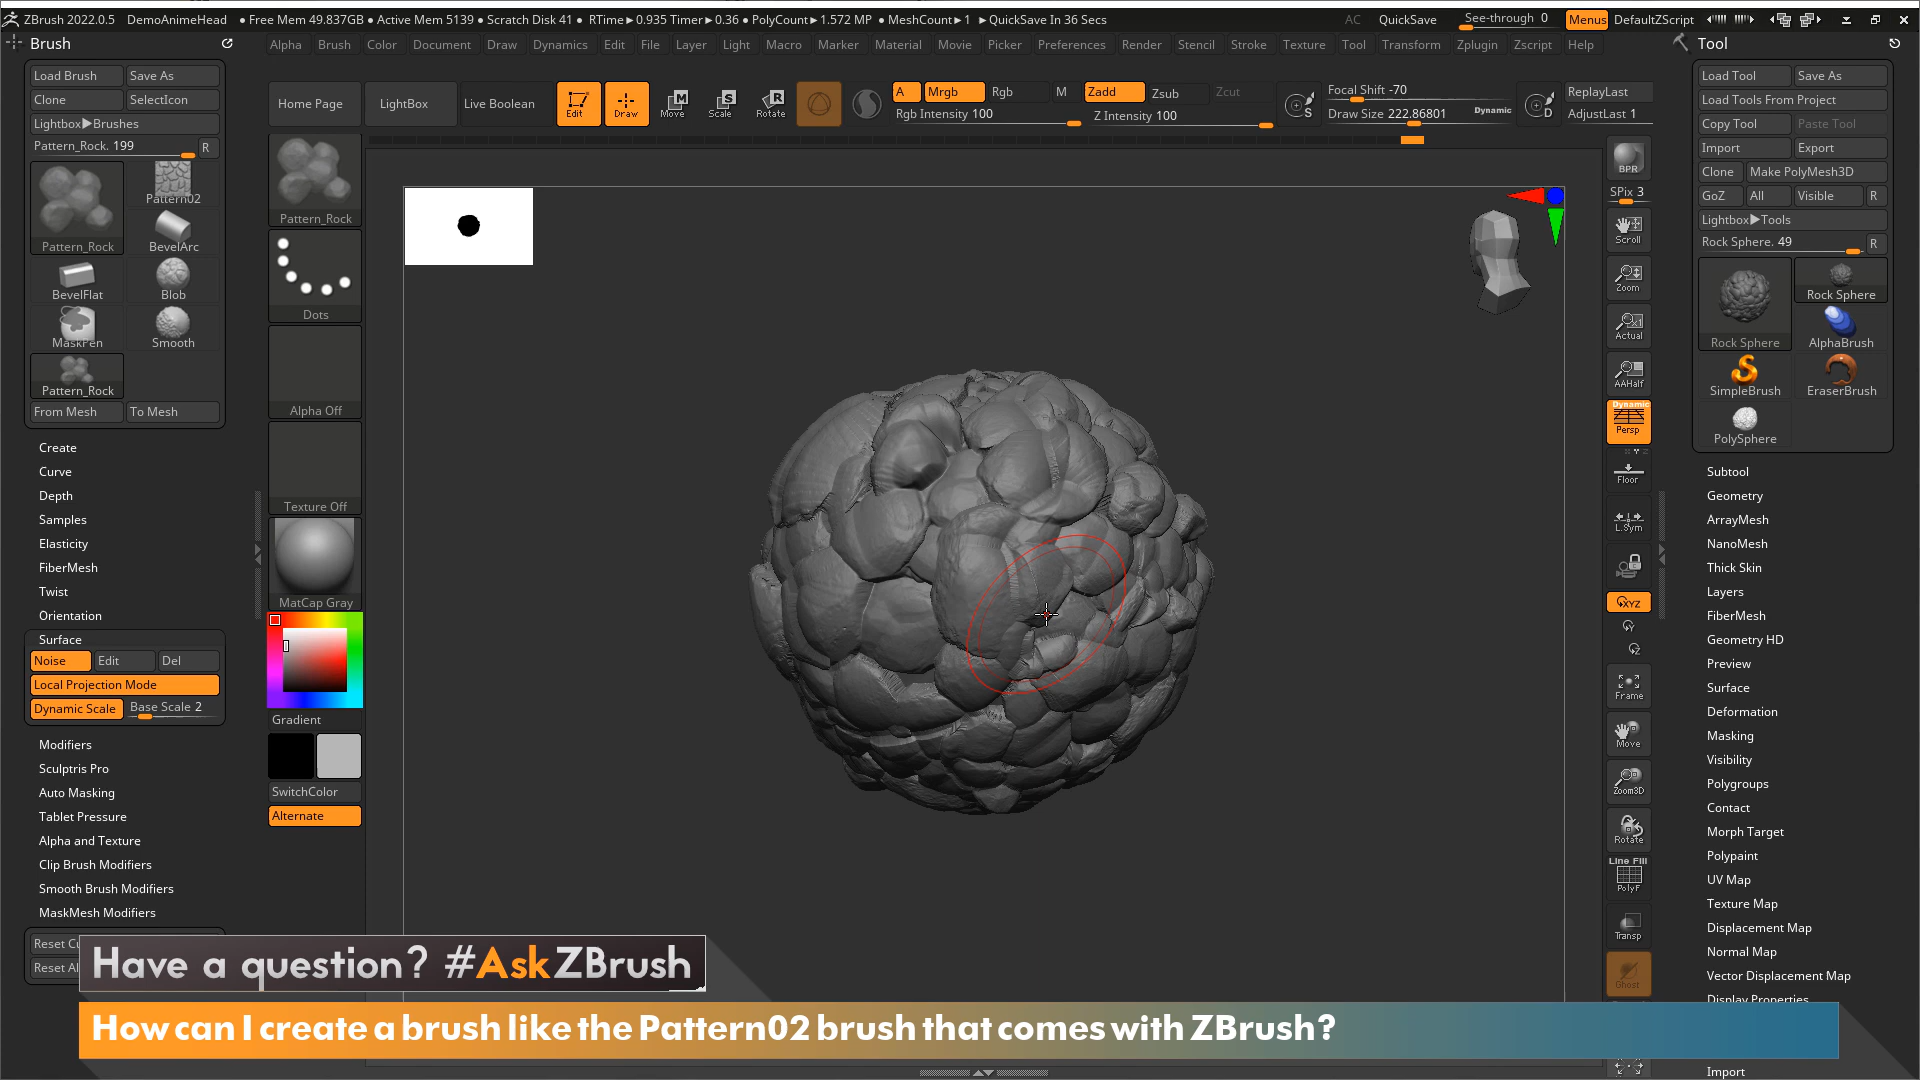 ZBrush 2022.0.5 DemoAnimeHead ● Free Mem 49.837GB ● Active Mem 5139 ● Scratch Disk 41 ● RTime►0.935 Timer►0.36 ● PolyCount►1.572 MP ● MeshCount►1 ►QuickSave In 36 Secs AC QuickSave See-through 0 Menus DefaultZScript
Brush
Alpha Brush Color Document Draw Dynamics Edit File Layer Light Macro Marker Material Movie Picker Preferences Render Stencil Stroke Texture Tool Transform Zplugin Zscript Help
Tool
Load Brush Save As
Clone SelectIcon
Lightbox►Brushes
Pattern_Rock. 199 R
Pattern_Rock
Pattern02
BevelArc
BevelFlat Blob
MaskPen Smooth
Pattern_Rock
From Mesh To Mesh
Create
Curve
Depth
Samples
Elasticity
FiberMesh
Twist
Orientation
Surface
Noise Edit Del
Local Projection Mode
Dynamic Scale Base Scale 2
Modifiers
Sculptris Pro
Auto Masking
Tablet Pressure
Alpha and Texture
Clip Brush Modifiers
Smooth Brush Modifiers
MaskMesh Modifiers
Reset Cu
Reset Al
Home Page LightBox Live Boolean
Edit Draw Move Scale Rotate
A Mrgb Rgb M Zadd Zsub Zcut
Rgb Intensity 100 Z Intensity 100
S
Focal Shift -70
Draw Size 222.86801 Dynamic
D
ReplayLast
AdjustLast 1
Pattern_Rock
Dots
Alpha Off
Texture Off
MatCap Gray
Gradient
SwitchColor
Alternate
BPR
SPix 3
Scroll
Zoom
Actual
AAHalf
Dynamic
Persp
Floor
L.Sym
XYZ
Y
Z
Frame
Move
Zoom3D
Rotate
Line Fill
PolyF
Transp
Ghost
Load Tool Save As
Load Tools From Project
Copy Tool Paste Tool
Import Export
Clone Make PolyMesh3D
GoZ All Visible R
Lightbox►Tools
Rock Sphere. 49 R
Rock Sphere
Rock Sphere
AlphaBrush
SimpleBrush EraserBrush
PolySphere
Subtool
Geometry
ArrayMesh
NanoMesh
Thick Skin
Layers
FiberMesh
Geometry HD
Preview
Surface
Deformation
Masking
Visibility
Polygroups
Contact
Morph Target
Polypaint
UV Map
Texture Map
Displacement Map
Normal Map
Vector Displacement Map
Display Properties
Import
Have a question? #AskZBrush
How can I create a brush like the Pattern02 brush that comes with ZBrush?